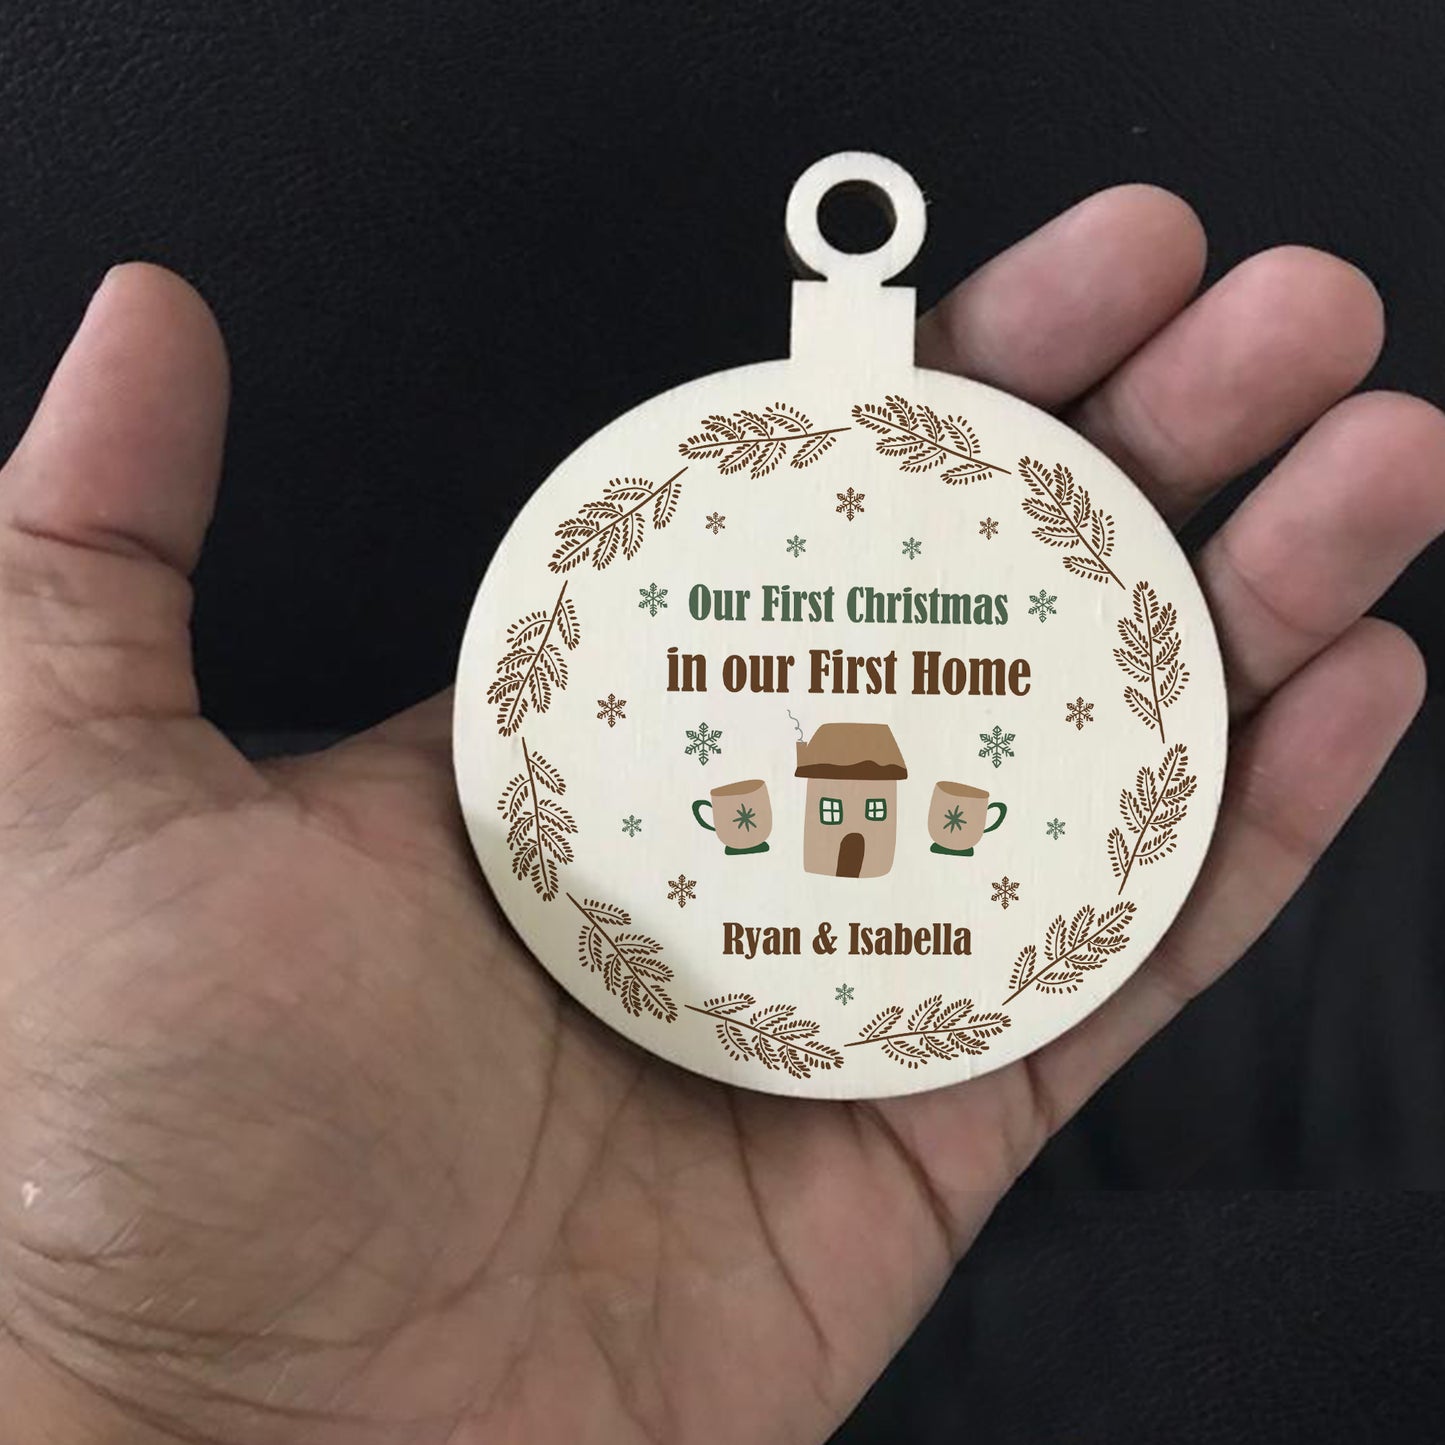 Our First Christmas
in our First Home
Ryan & Isabella